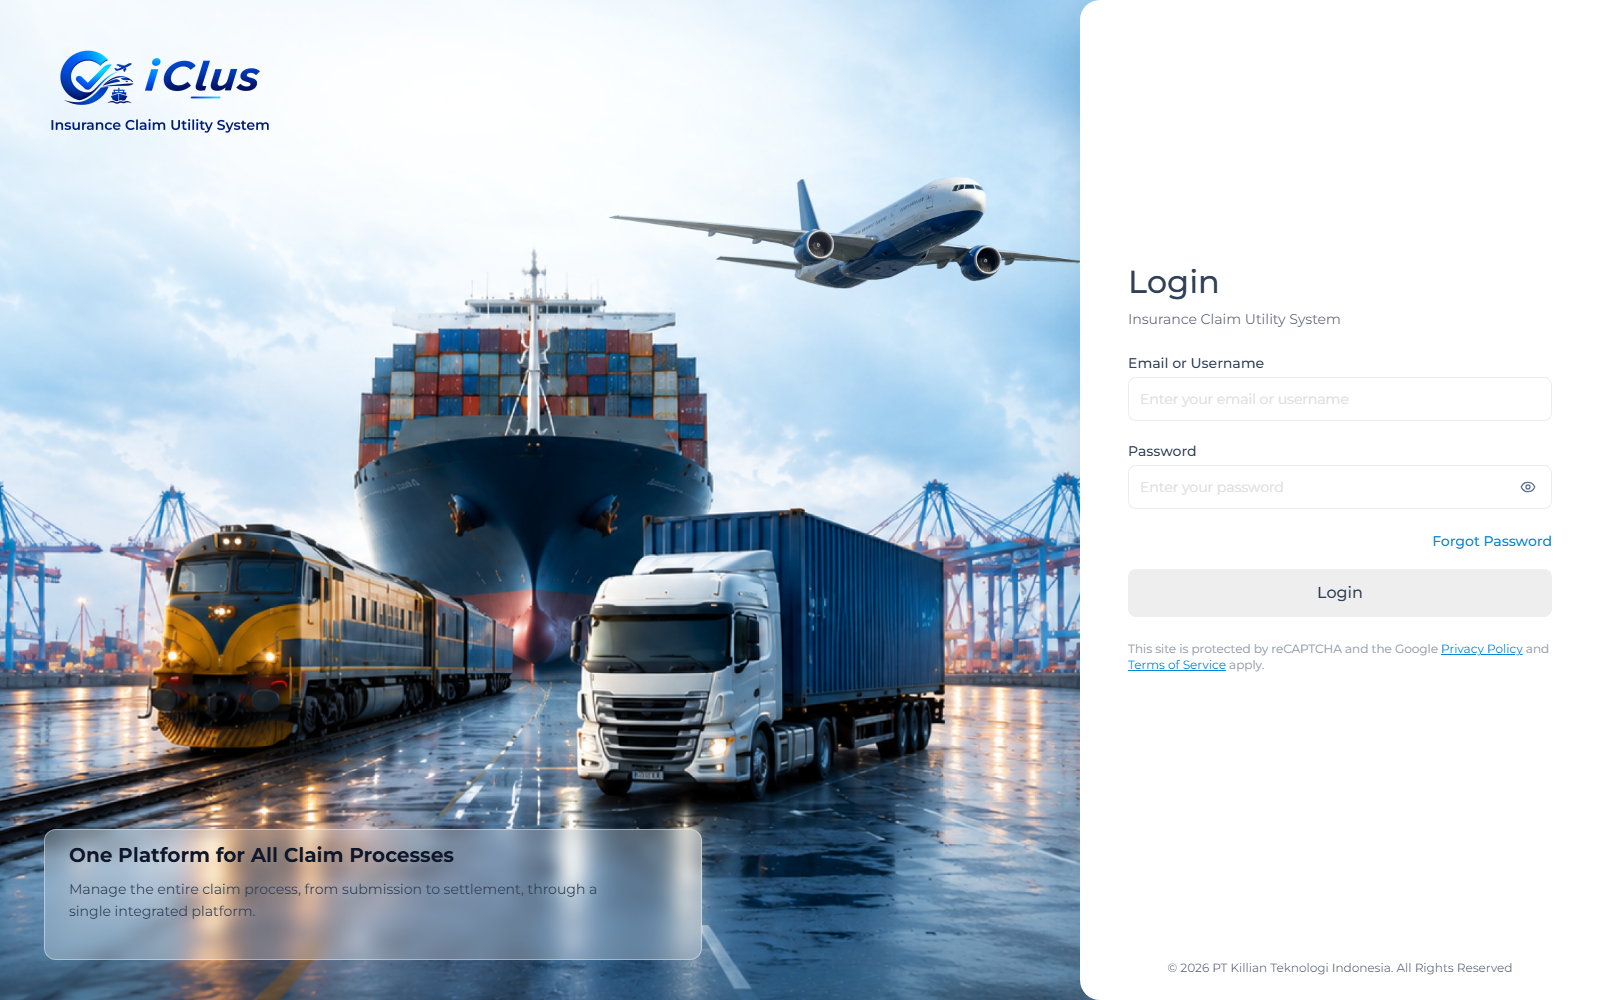 iClus
Insurance Claim Utility System
One Platform for All Claim Processes
Manage the entire claim process, from submission to settlement, through a
single integrated platform.
Login
Insurance Claim Utility System
Email or Username
Enter your email or username
Password
Enter your password
Forgot Password
Login
This site is protected by reCAPTCHA and the Google Privacy Policy and
Terms of Service apply.
© 2026 PT Killian Teknologi Indonesia. All Rights Reserved